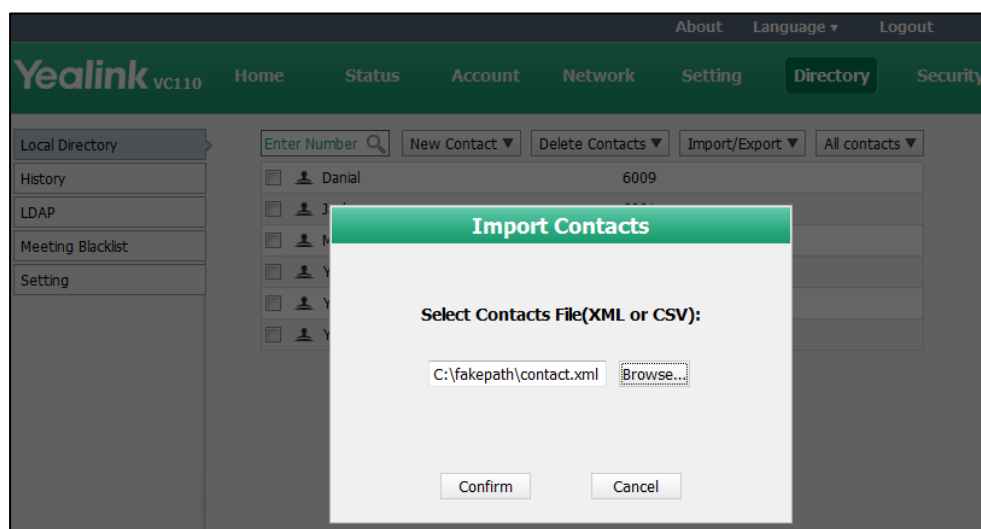 About Language ▾ Logout
Yealink VC110 Home Status Account Network Setting Directory Security
Local Directory
Enter Number New Contact ▼ Delete Contacts ▼ Import/Export ▼ All contacts ▼
History
Danial 6009
LDAP
Meeting Blacklist
Setting
Import Contacts
Select Contacts File(XML or CSV):
C:\fakepath\contact.xml Browse...
Confirm Cancel